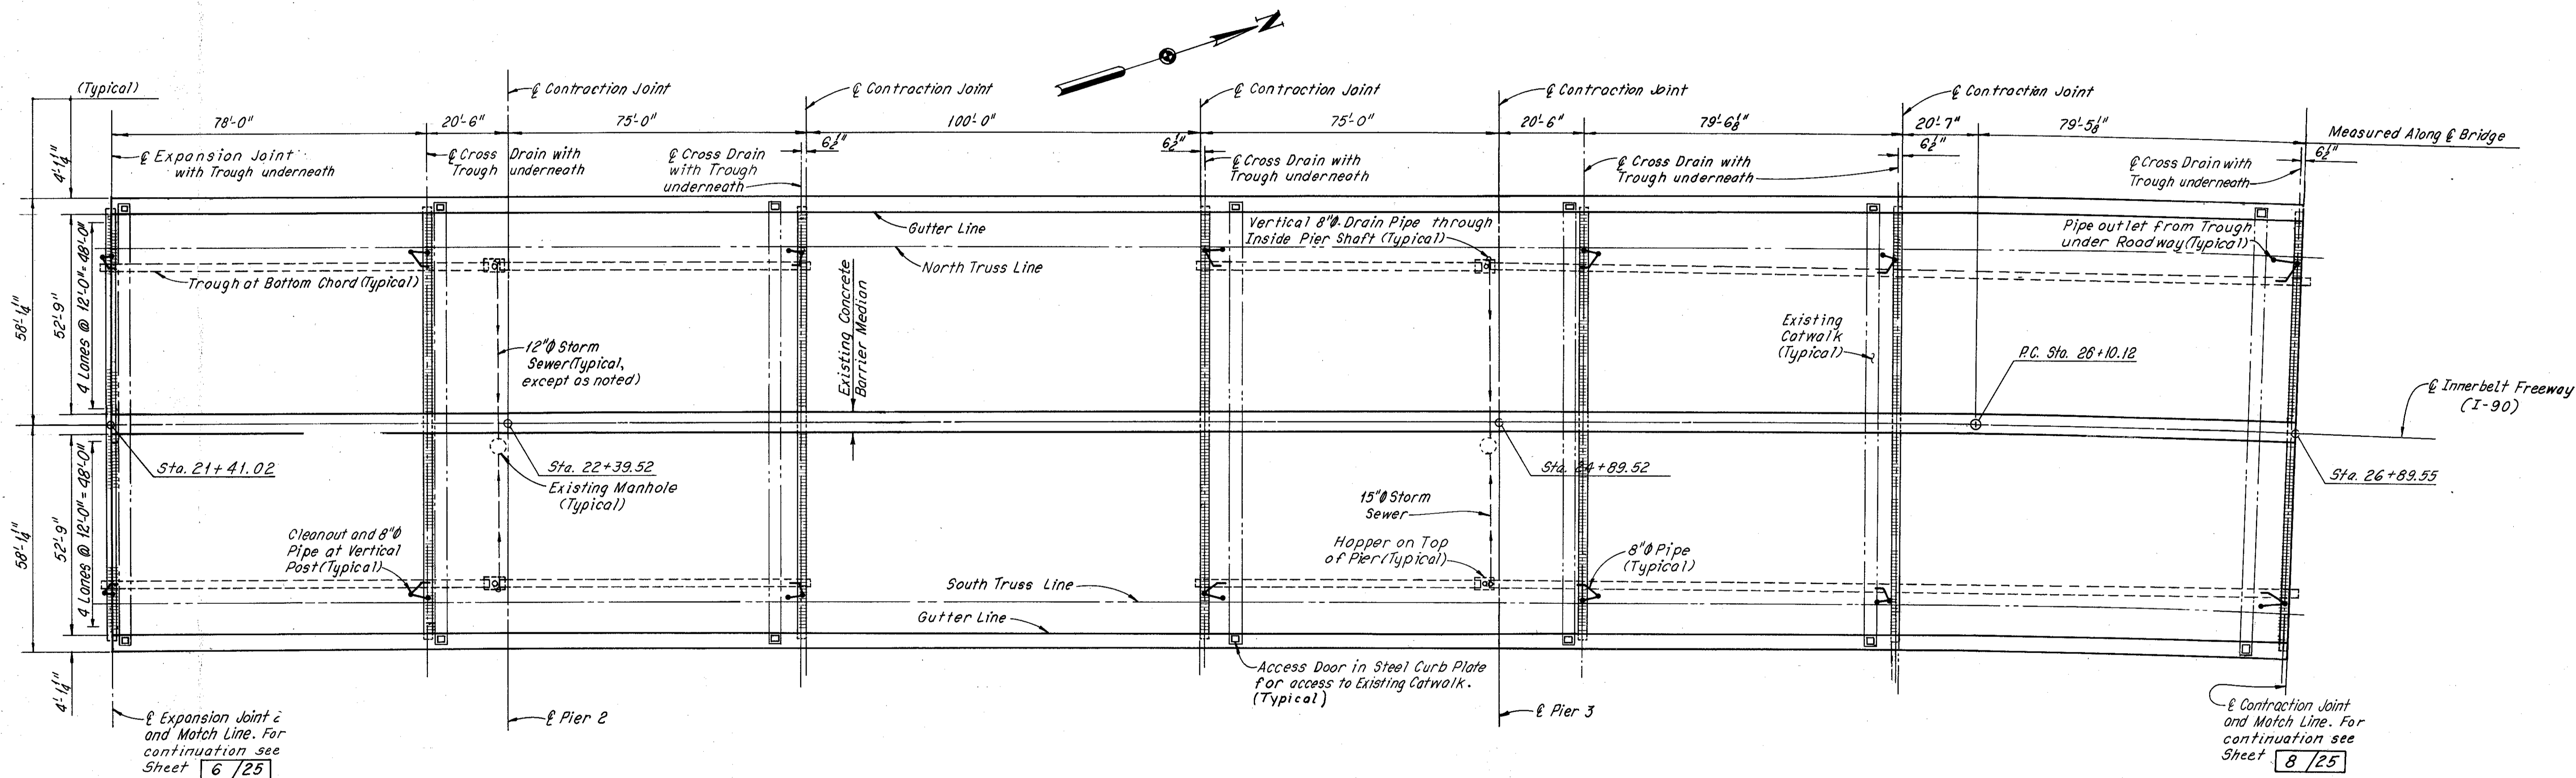 N
(Typical)
℄ Contraction Joint
℄ Contraction Joint
℄ Contraction Joint
℄ Contraction Joint
℄ Contraction Joint
78'-0"
20'-6"
75'-0"
100'-0"
75'-0"
20'-6"
79'-6 1/8"
20'-7"
79'-5 1/8"
Measured Along ℄ Bridge
6 1/2"
6 1/2"
6 1/2"
6 1/2"
4'-1 1/4"
℄ Expansion Joint
with Trough underneath
℄ Cross Drain with
Trough underneath
℄ Cross Drain
with Trough
underneath
℄ Cross Drain with
Trough underneath
℄ Cross Drain with
Trough underneath
℄ Cross Drain with
Trough underneath
Gutter Line
Vertical 8"Ø Drain Pipe through
Inside Pier Shaft (Typical)
Pipe outlet from Trough
under Roadway (Typical)
North Truss Line
Trough at Bottom Chord (Typical)
58'-1 1/4"
52'-9"
4 Lanes @ 12'-0" = 48'-0"
12"Ø Storm
Sewer (Typical,
except as noted)
Existing Concrete
Barrier Median
Existing
Catwalk
(Typical)
P.C. Sta. 26+10.12
℄ Innerbelt Freeway
(I-90)
Sta. 21+41.02
Sta. 22+39.52
Sta. 24+89.52
Sta. 26+89.55
Existing Manhole
(Typical)
15"Ø Storm
Sewer
58'-1 1/4"
52'-9"
4 Lanes @ 12'-0" = 48'-0"
Cleanout and 8"Ø
Pipe at Vertical
Post (Typical)
Hopper on Top
of Pier (Typical)
8"Ø Pipe
(Typical)
South Truss Line
Gutter Line
4'-1 1/4"
Access Door in Steel Curb Plate
for access to Existing Catwalk.
(Typical)
℄ Expansion Joint
and Match Line. For
continuation see
Sheet 6 /25
℄ Pier 2
℄ Pier 3
℄ Contraction Joint
and Match Line. For
continuation see
Sheet 8 /25